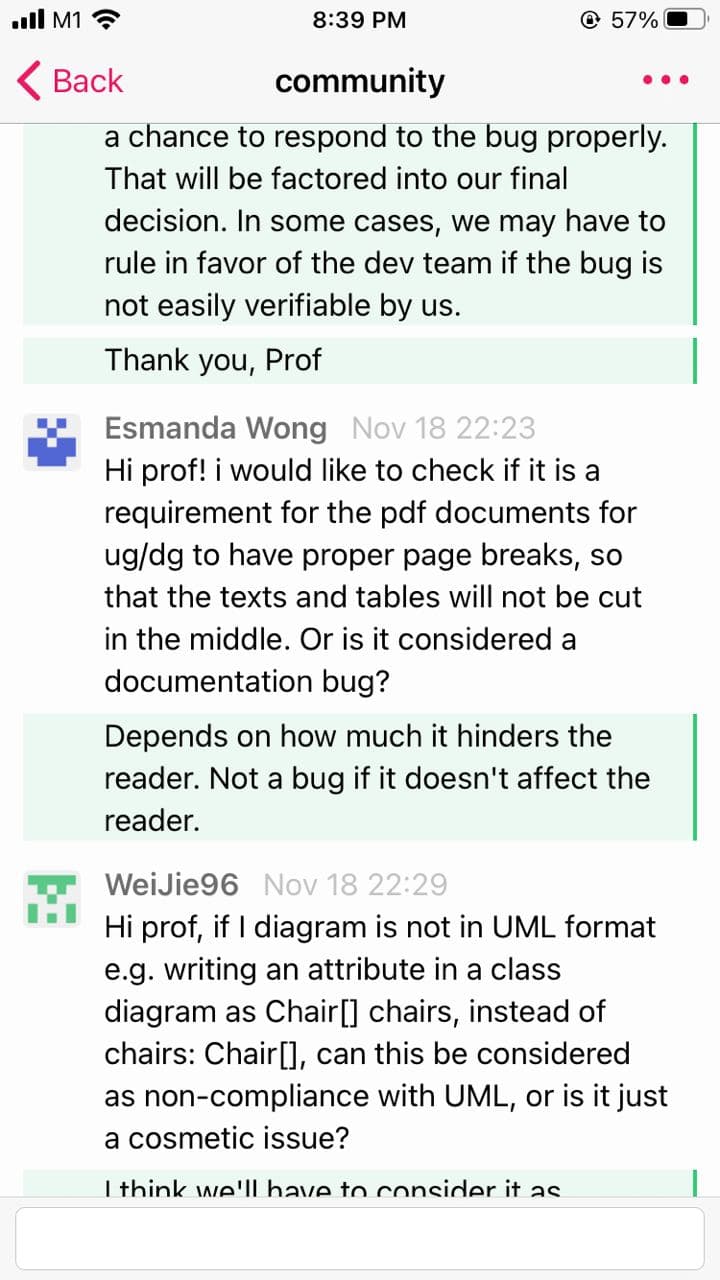 M1 8:39 PM 57%
Back community
a chance to respond to the bug properly.
That will be factored into our final
decision. In some cases, we may have to
rule in favor of the dev team if the bug is
not easily verifiable by us.
Thank you, Prof
Esmanda Wong Nov 18 22:23
Hi prof! i would like to check if it is a
requirement for the pdf documents for
ug/dg to have proper page breaks, so
that the texts and tables will not be cut
in the middle. Or is it considered a
documentation bug?
Depends on how much it hinders the
reader. Not a bug if it doesn't affect the
reader.
WeiJie96 Nov 18 22:29
Hi prof, if I diagram is not in UML format
e.g. writing an attribute in a class
diagram as Chair[] chairs, instead of
chairs: Chair[], can this be considered
as non-compliance with UML, or is it just
a cosmetic issue?
I think we'll have to consider it as